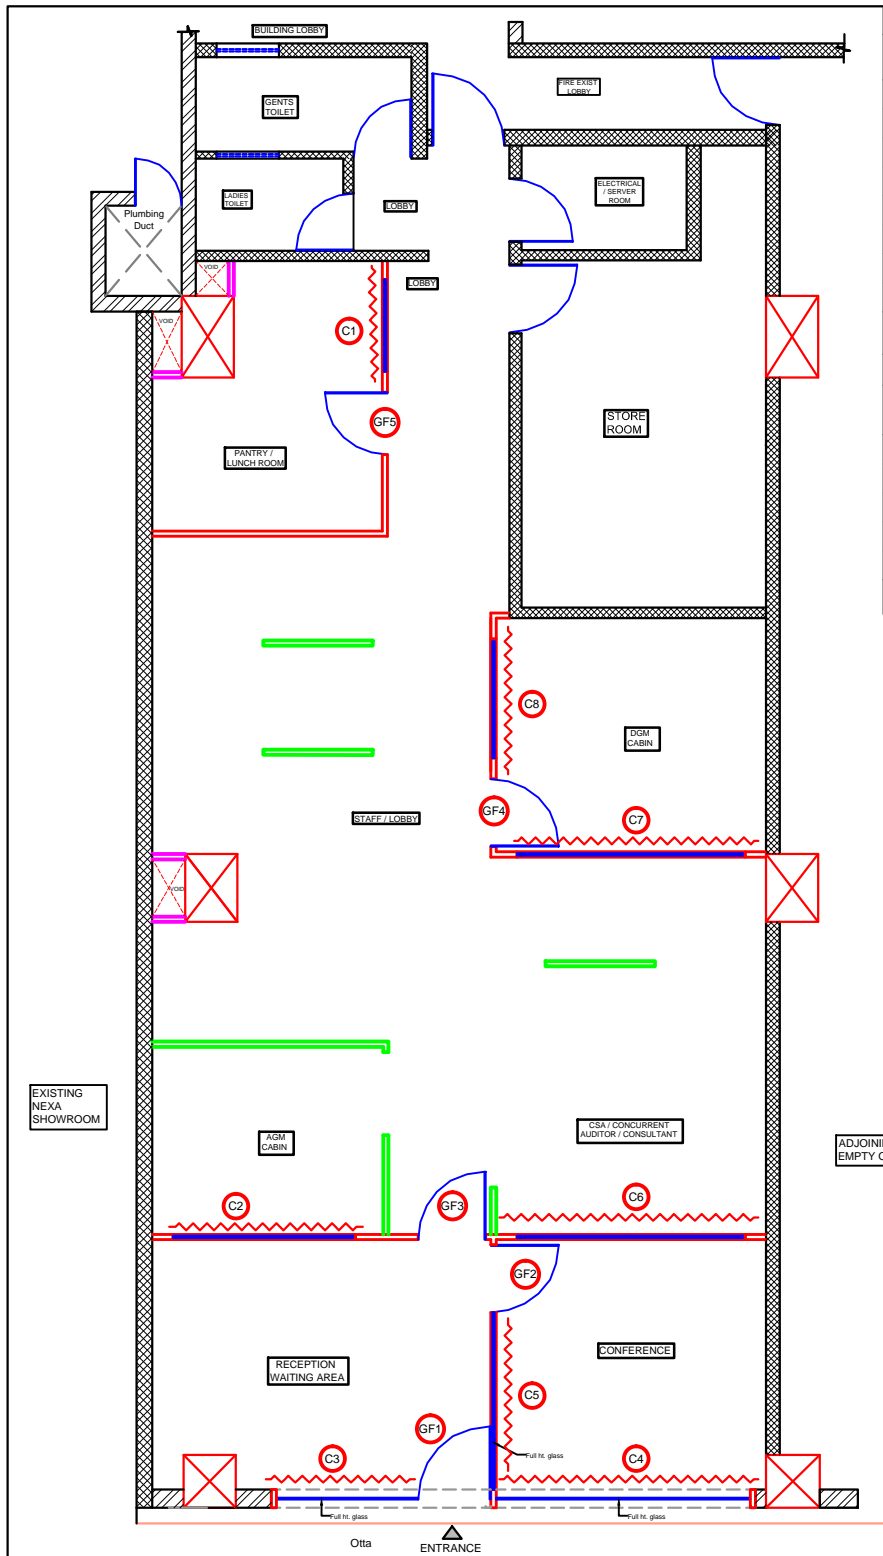 BUILDING LOBBY
FIRE EXIST
LOBBY
GENTS
TOILET
ELECTRICAL
/ SERVER
ROOM
LADIES
TOILET
LOBBY
Plumbing
Duct
VOID
LOBBY
VOID
C1
GF5
STORE
ROOM
PANTRY /
LUNCH ROOM
C8
DGM
CABIN
GF4
STAFF / LOBBY
C7
VOID
EXISTING
NEXA
SHOWROOM
AGM
CABIN
CSA / CONCURRENT
AUDITOR / CONSULTANT
ADJOINI
EMPTY C
C2
GF3
C6
GF2
RECEPTION
WAITING AREA
CONFERENCE
C5
GF1
C3
Full ht. glass
C4
Full ht. glass
Full ht. glass
Otta
ENTRANCE